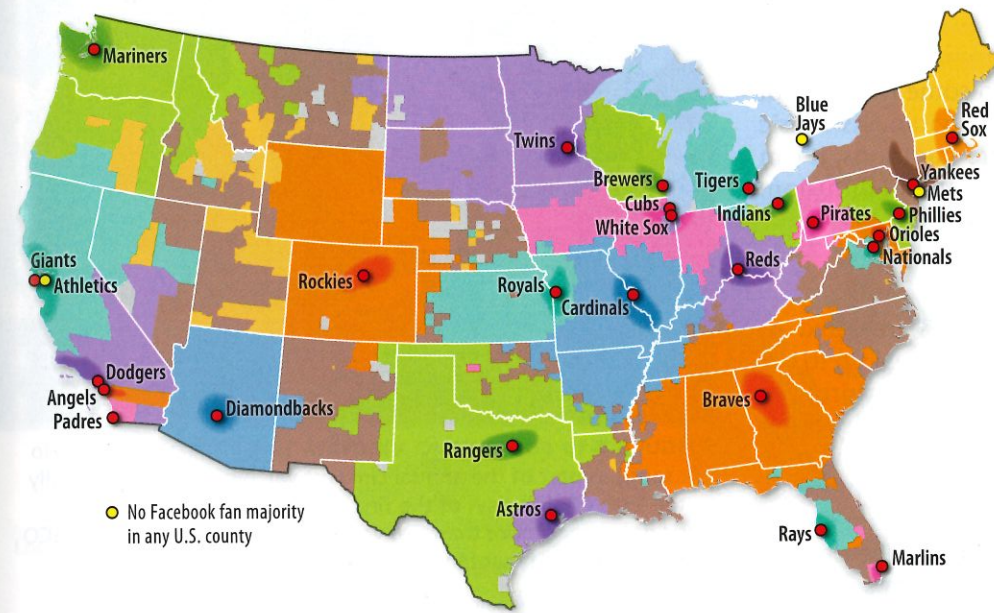 Mariners
Twins
Blue
Jays
Red
Sox
Brewers
Tigers
Yankees
Mets
Cubs
White Sox
Indians
Pirates
Phillies
Orioles
Nationals
Giants
Athletics
Rockies
Royals
Cardinals
Reds
Dodgers
Angels
Padres
Diamondbacks
Braves
Rangers
Astros
Rays
Marlins
No Facebook fan majority
in any U.S. county